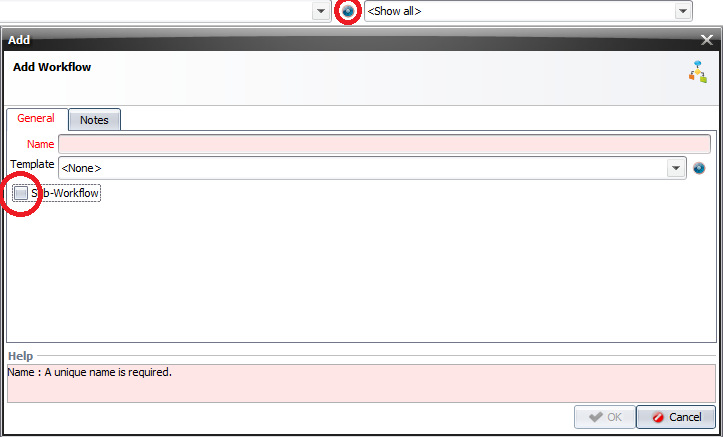 <Show all>
Add
Add Workflow
General Notes
Name
Template <None>
Sub-Workflow
Help
Name : A unique name is required.
OK Cancel